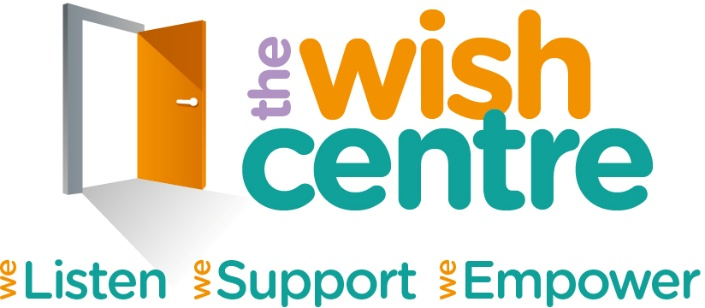 the wish
centre
we Listen we Support we Empower